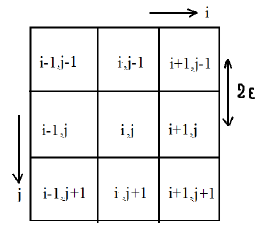 i
i-1,j-1 i,j-1 i+1,j-1
2ε
i-1,j i,j i+1,j
j
i-1,j+1 i,j+1 i+1,j+1